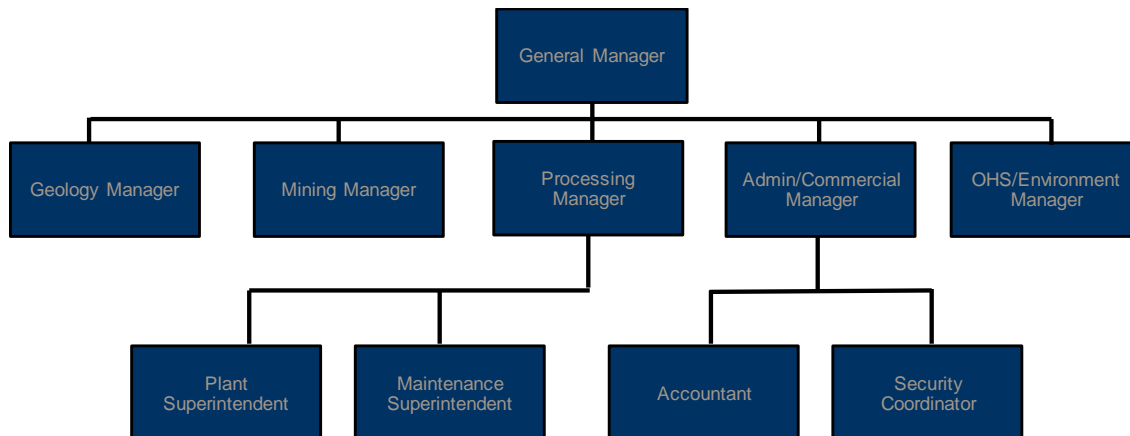 General Manager
Geology Manager
Mining Manager
Processing
Manager
Admin/Commercial
Manager
OHS/Environment
Manager
Plant
Superintendent
Maintenance
Superintendent
Accountant
Security
Coordinator